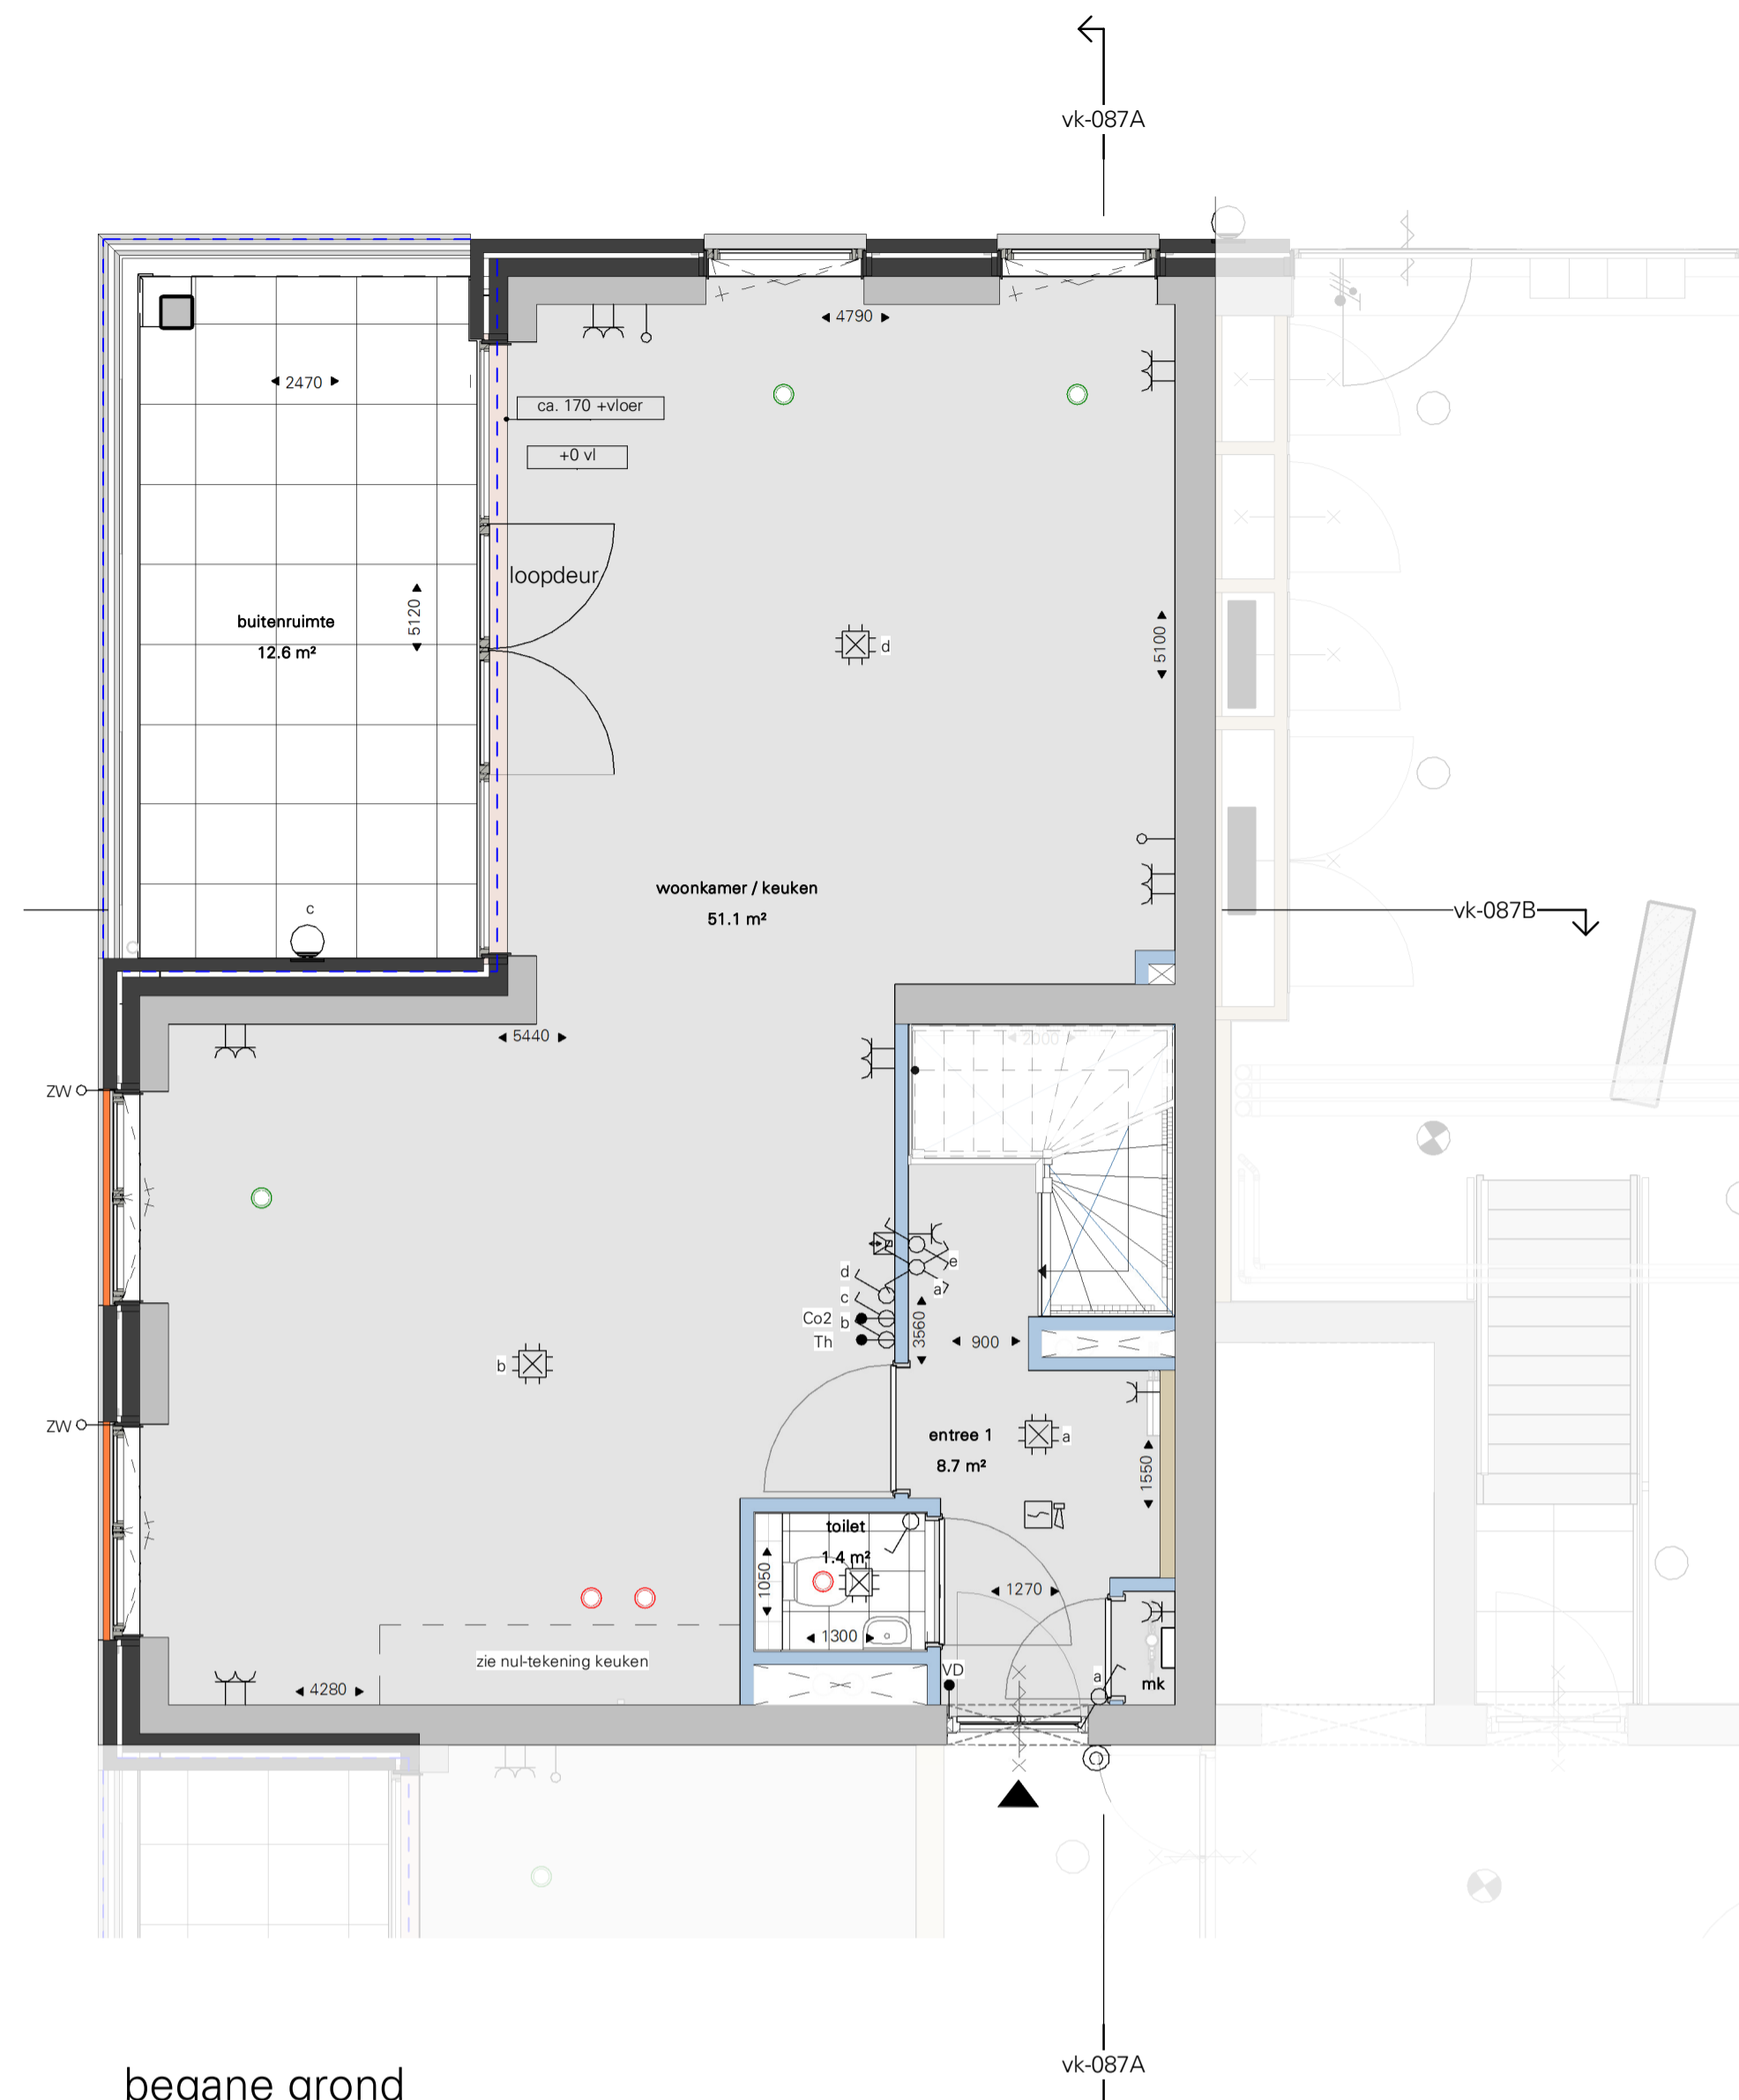 vk-087A
4790
2470
ca. 170 +vloer
+0 vl
loopdeur
buitenruimte
12.6 m²
5120
d
5100
woonkamer / keuken
51.1 m²
c
vk-087B
5440
2000
ZW
e
d
a
c
Co2
b
Th
3560
900
b
ZW
entree 1
8.7 m²
a
1550
toilet
1.4 m²
1050
1270
1300
zie nul-tekening keuken
VD
a
mk
4280
vk-087A
begane grond